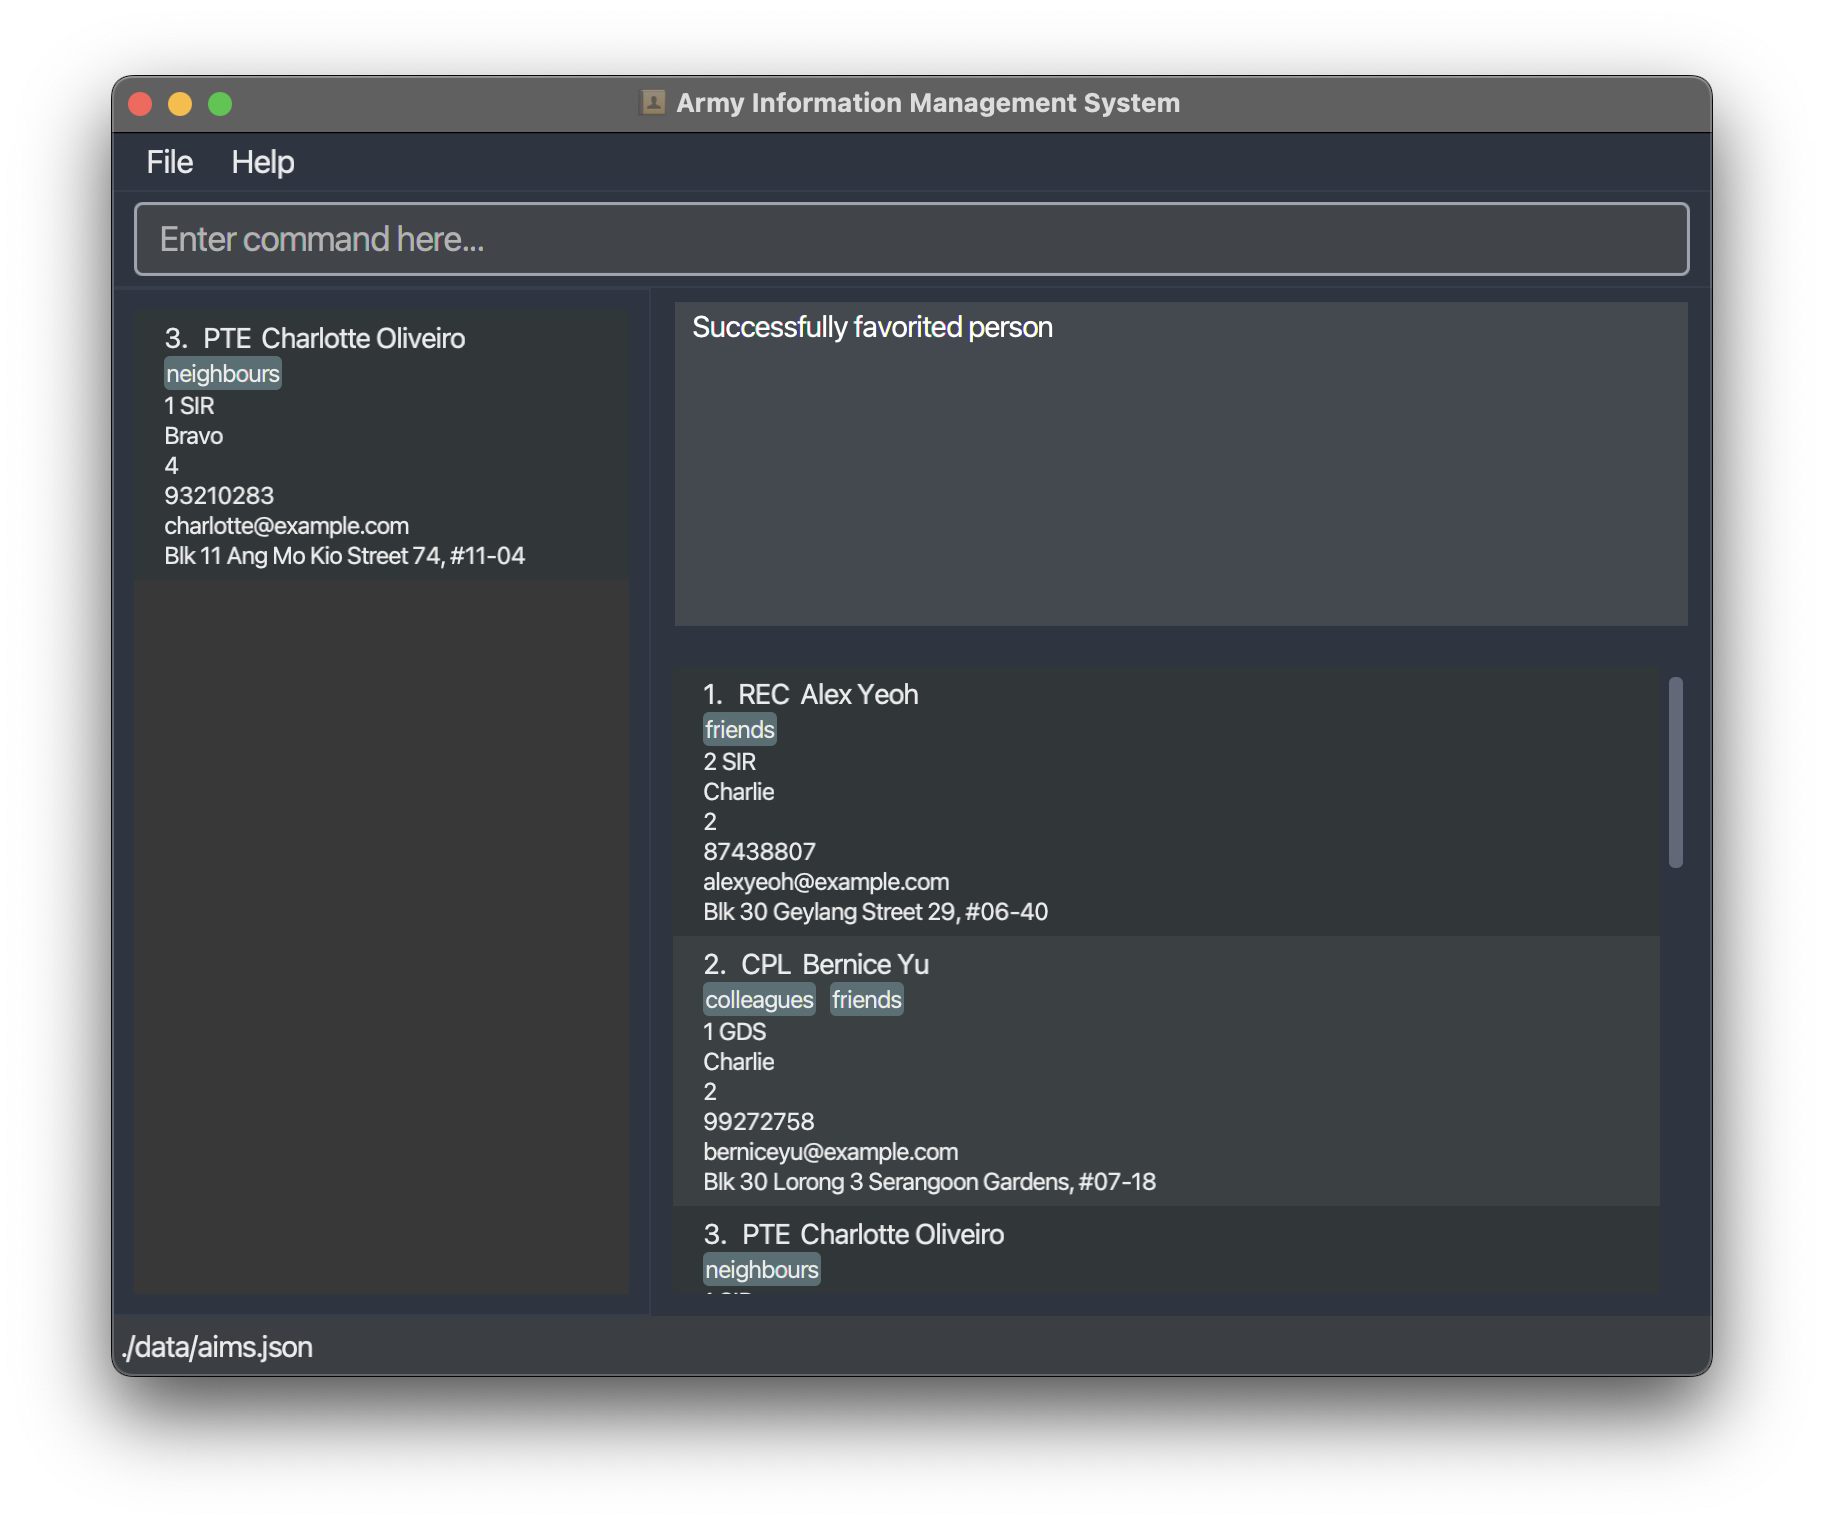 Army Information Management System
File Help
Enter command here...
3. PTE Charlotte Oliveiro
neighbours
1 SIR
Bravo
4
93210283
charlotte@example.com
Blk 11 Ang Mo Kio Street 74, #11-04
Successfully favorited person
1. REC Alex Yeoh
friends
2 SIR
Charlie
2
87438807
alexyeoh@example.com
Blk 30 Geylang Street 29, #06-40
2. CPL Bernice Yu
colleagues friends
1 GDS
Charlie
2
99272758
berniceyu@example.com
Blk 30 Lorong 3 Serangoon Gardens, #07-18
3. PTE Charlotte Oliveiro
neighbours
./data/aims.json